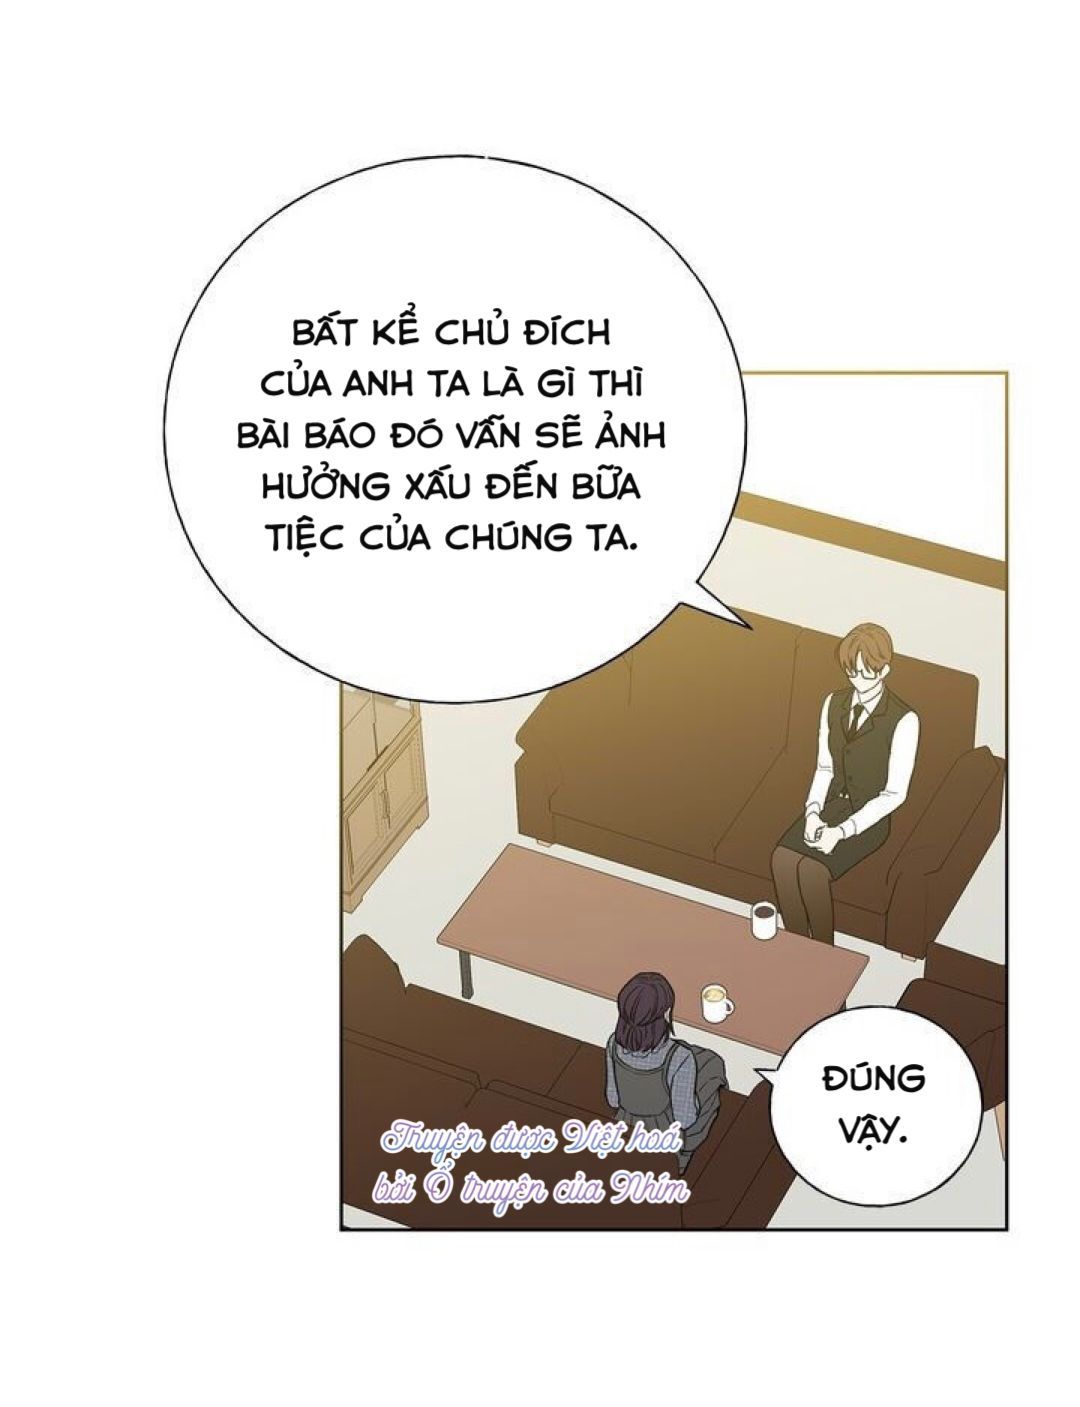 BẤT KỂ CHỦ ĐÍCH
CỦA ANH TA LÀ GÌ THÌ
BÀI BÁO ĐÓ VẪN SẼ ẢNH
HƯỞNG XẤU ĐẾN BỮA
TIỆC CỦA CHÚNG TA.
ĐÚNG
VẬY.
Truyện được Việt hoá
bởi Ổ truyện của Nhím